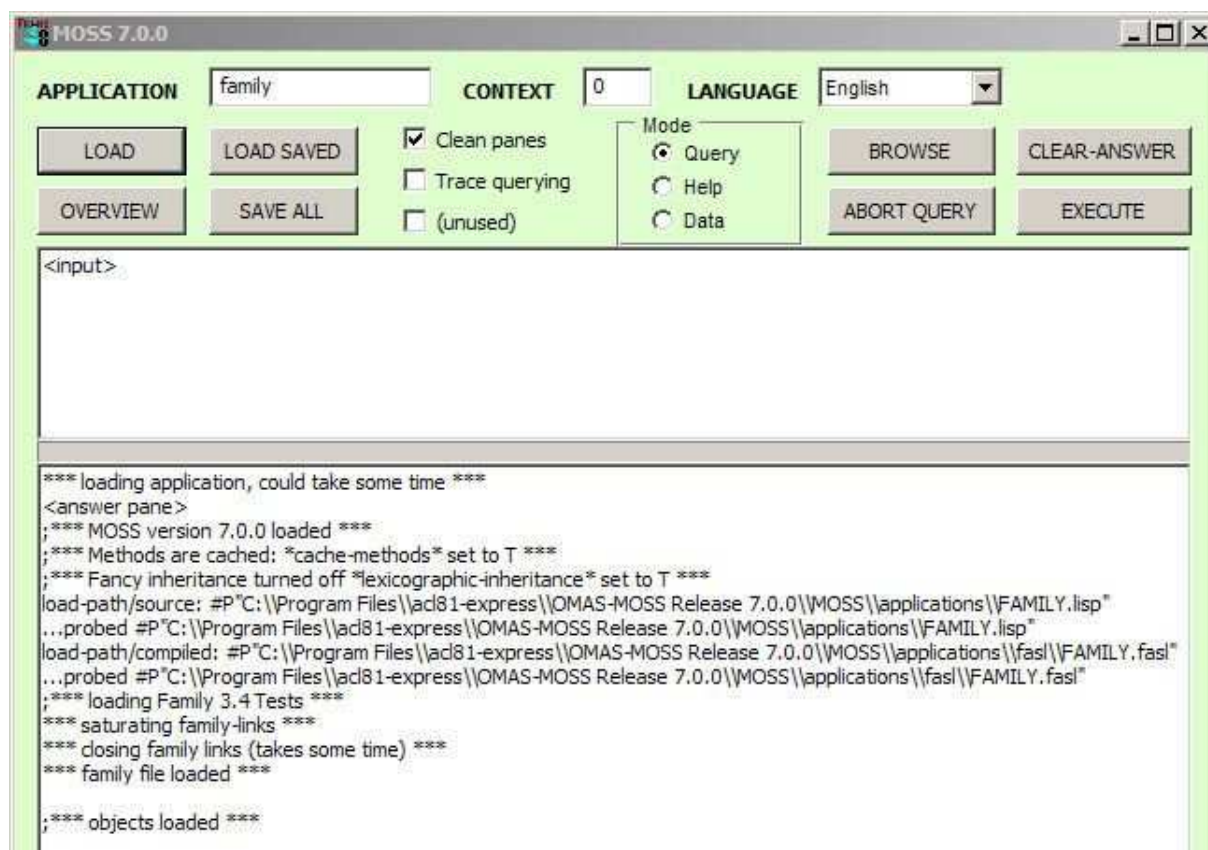 MOSS 7.0.0
APPLICATION family CONTEXT 0 LANGUAGE English
Mode
LOAD LOAD SAVED Clean panes Query BROWSE CLEAR-ANSWER
Trace querying Help
OVERVIEW SAVE ALL (unused) Data ABORT QUERY EXECUTE
<input>
*** loading application, could take some time ***
<answer pane>
;*** MOSS version 7.0.0 loaded ***
;*** Methods are cached: *cache-methods* set to T ***
;*** Fancy inheritance turned off *lexicographic-inheritance* set to T ***
load-path/source: #P"C:\\Program Files\\acl81-express\\OMAS-MOSS Release 7.0.0\\MOSS\\applications\\FAMILY.lisp"
...probed #P"C:\\Program Files\\acl81-express\\OMAS-MOSS Release 7.0.0\\MOSS\\applications\\FAMILY.lisp"
load-path/compiled: #P"C:\\Program Files\\acl81-express\\OMAS-MOSS Release 7.0.0\\MOSS\\applications\\fasl\\FAMILY.fasl"
...probed #P"C:\\Program Files\\acl81-express\\OMAS-MOSS Release 7.0.0\\MOSS\\applications\\fasl\\FAMILY.fasl"
;*** loading Family 3.4 Tests ***
*** saturating family-links ***
*** closing family links (takes some time) ***
*** family file loaded ***
;*** objects loaded ***